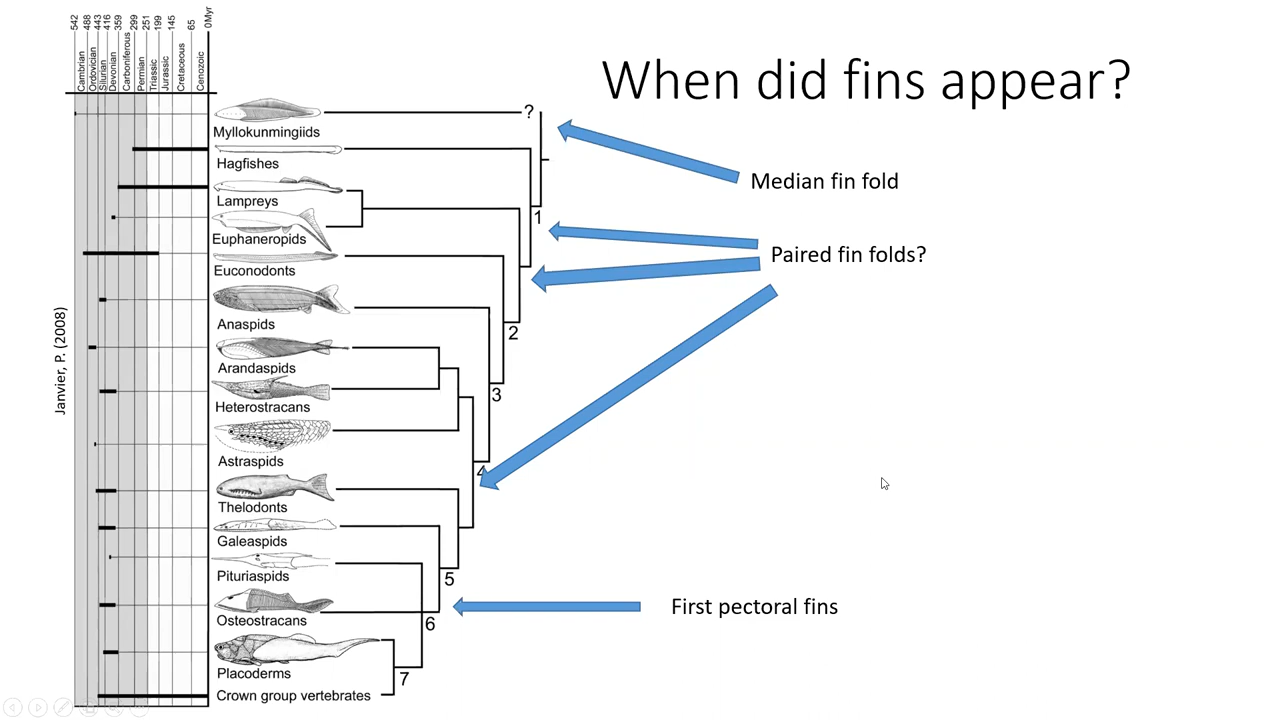 When did fins appear?
542
488
443
416
359
299
251
199
145
65
0Myr
Cambrian
Ordovician
Silurian
Devonian
Carboniferous
Permian
Triassic
Jurassic
Cretaceous
Cenozoic
Janvier, P. (2008)
Myllokunmingiids
?
Hagfishes
Lampreys
1
Euphaneropids
Euconodonts
Anaspids
2
Arandaspids
3
Heterostracans
Astraspids
4
Thelodonts
Galeaspids
Pituriaspids
5
Osteostracans
6
Placoderms
7
Crown group vertebrates
Median fin fold
Paired fin folds?
First pectoral fins